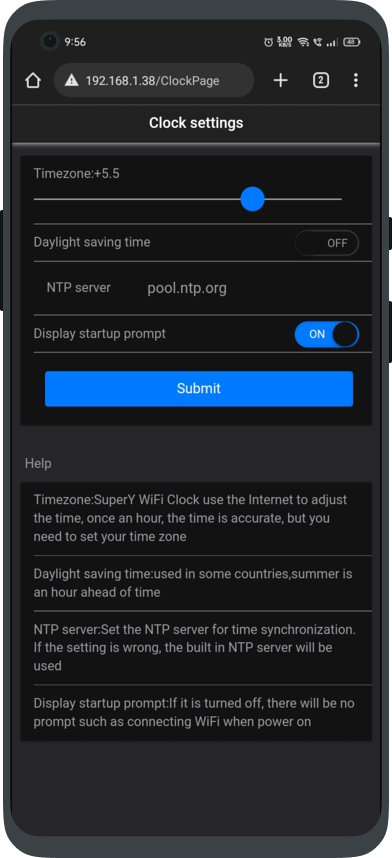 9:56
3.00
KB/S
48
192.168.1.38/ClockPage
2
Clock settings
Timezone:+5.5
Daylight saving time
OFF
NTP server
pool.ntp.org
Display startup prompt
ON
Submit
Help
Timezone:SuperY WiFi Clock use the Internet to adjust
the time, once an hour, the time is accurate, but you
need to set your time zone
Daylight saving time:used in some countries,summer is
an hour ahead of time
NTP server:Set the NTP server for time synchronization.
If the setting is wrong, the built in NTP server will be
used
Display startup prompt:If it is turned off, there will be no
prompt such as connecting WiFi when power on